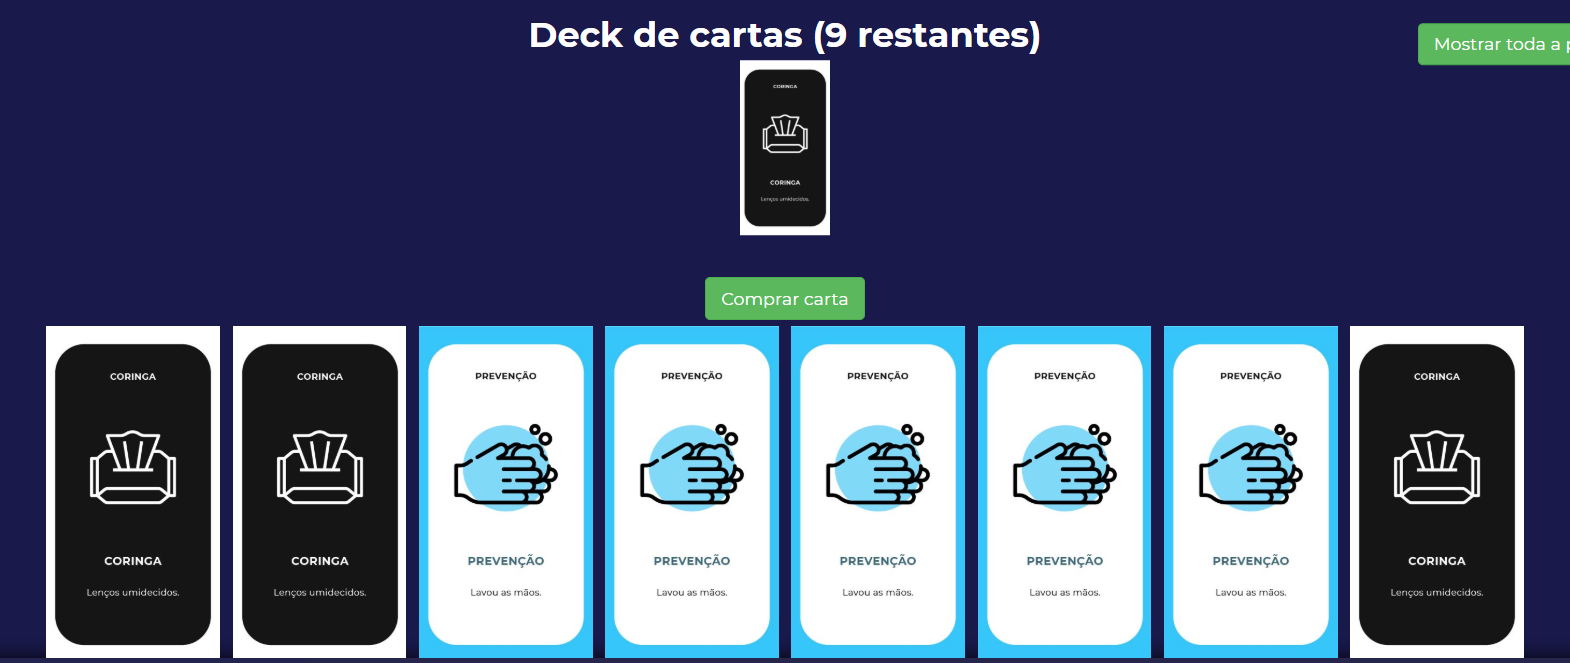 Deck de cartas (9 restantes)
Mostrar toda a p
CORINGA
CORINGA
Lenços umidecidos.
Comprar carta
CORINGA
CORINGA
Lenços umidecidos.
CORINGA
CORINGA
Lenços umidecidos.
PREVENÇÃO
PREVENÇÃO
Lavou as mãos.
PREVENÇÃO
PREVENÇÃO
Lavou as mãos.
PREVENÇÃO
PREVENÇÃO
Lavou as mãos.
PREVENÇÃO
PREVENÇÃO
Lavou as mãos.
PREVENÇÃO
PREVENÇÃO
Lavou as mãos.
CORINGA
CORINGA
Lenços umidecidos.